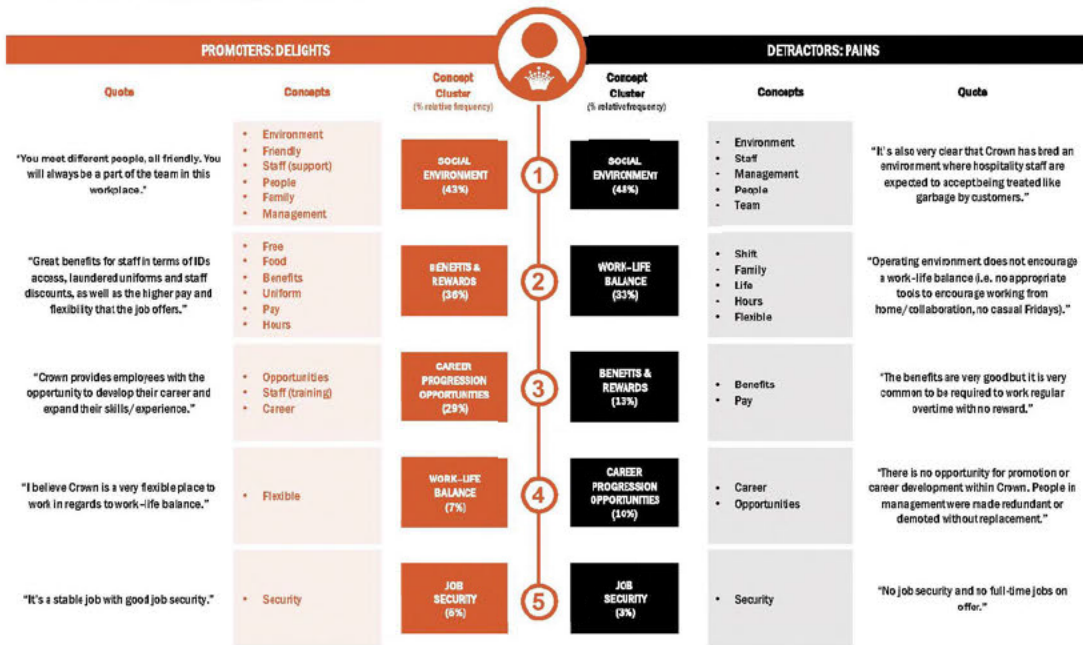 PROMOTERS: DELIGHTS
DETRACTORS: PAINS
Quote
Concepts
Concept
Cluster
(% relative frequency)
Concept
Cluster
(% relative frequency)
Concepts
Quote
"You meet different people, all friendly. You
will always be a part of the team in this
workplace."
• Environment
• Friendly
• Staff (support)
• People
• Family
• Management
SOCIAL
ENVIRONMENT
(43%)
1
SOCIAL
ENVIRONMENT
(48%)
- Environment
• Staff
- Management
• People
• Team
"It's also very clear that Crown has bred an
environment where hospitality staff are
expected to accept being treated like
garbage by customers."
"Great benefits for staff in terms of IDs
access, laundered uniforms and staff
discounts, as well as the higher pay and
flexibility that the job offers."
• Free
• Food
• Benefits
• Uniform
• Pay
• Hours
BENEFITS &
REWARDS
(36%)
2
WORK–LIFE
BALANCE
(33%)
• Shift
- Family
• Life
• Hours
• Flexible
"Operating environment does not encourage
a work–life balance (i.e. no appropriate
tools to encourage working from
home/collaboration, no casual Fridays)."
"Crown provides employees with the
opportunity to develop their career and
expand their skills/experience."
• Opportunities
• Staff (training)
• Career
CAREER
PROGRESSION
OPPORTUNITIES
(29%)
3
BENEFITS &
REWARDS
(13%)
• Benefits
• Pay
"The benefits are very good but it is very
common to be required to work regular
overtime with no reward."
"I believe Crown is a very flexible place to
work in regards to work–life balance."
• Flexible
WORK–LIFE
BALANCE
(7%)
4
CAREER
PROGRESSION
OPPORTUNITIES
(10%)
• Career
• Opportunities
"There is no opportunity for promotion or
career development within Crown. People in
management were made redundant or
demoted without replacement."
"It's a stable job with good job security."
• Security
JOB
SECURITY
(6%)
5
JOB
SECURITY
(3%)
• Security
"No job security and no full-time jobs on
offer."